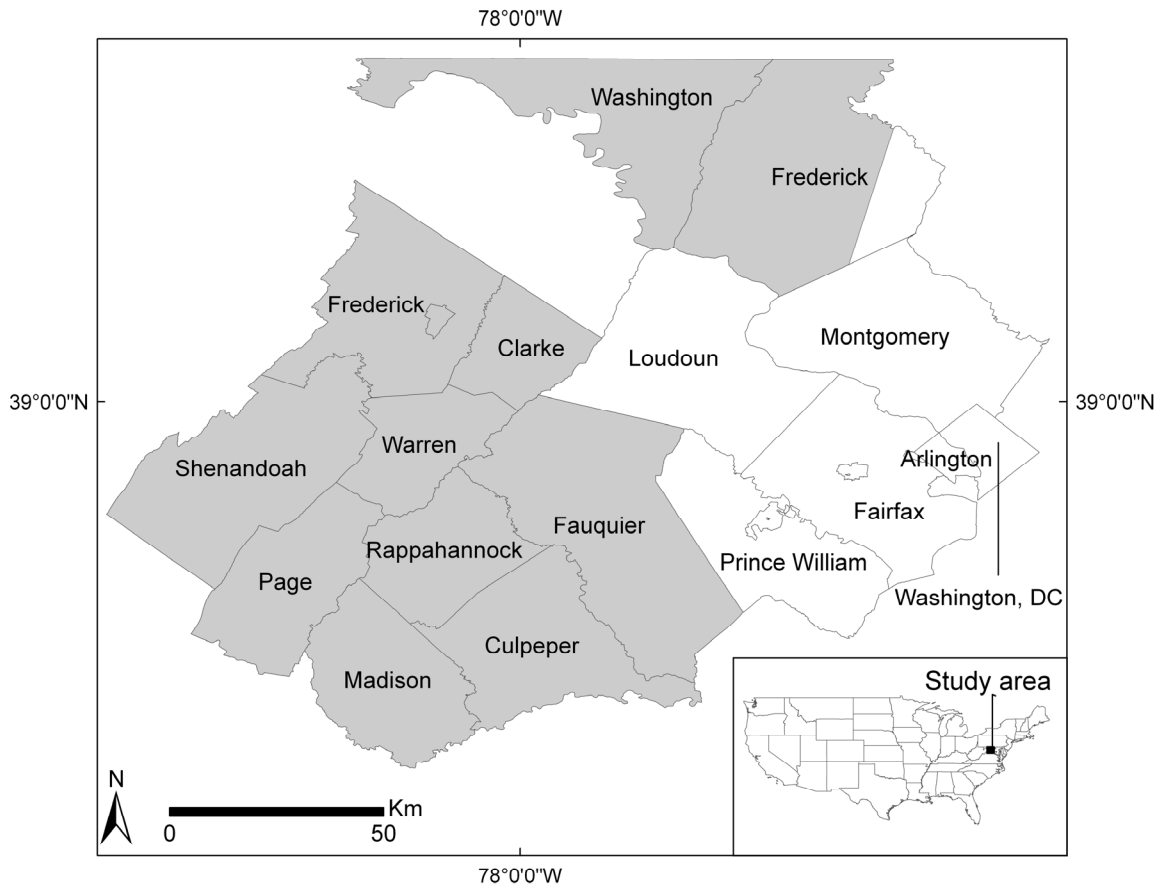 78°0'0"W
Washington
Frederick
Frederick
Clarke
Loudoun
Montgomery
39°0'0"N
39°0'0"N
Warren
Shenandoah
Arlington
Fairfax
Fauquier
Rappahannock
Prince William
Page
Washington, DC
Culpeper
Madison
Study area
N
Km
0 50
78°0'0"W